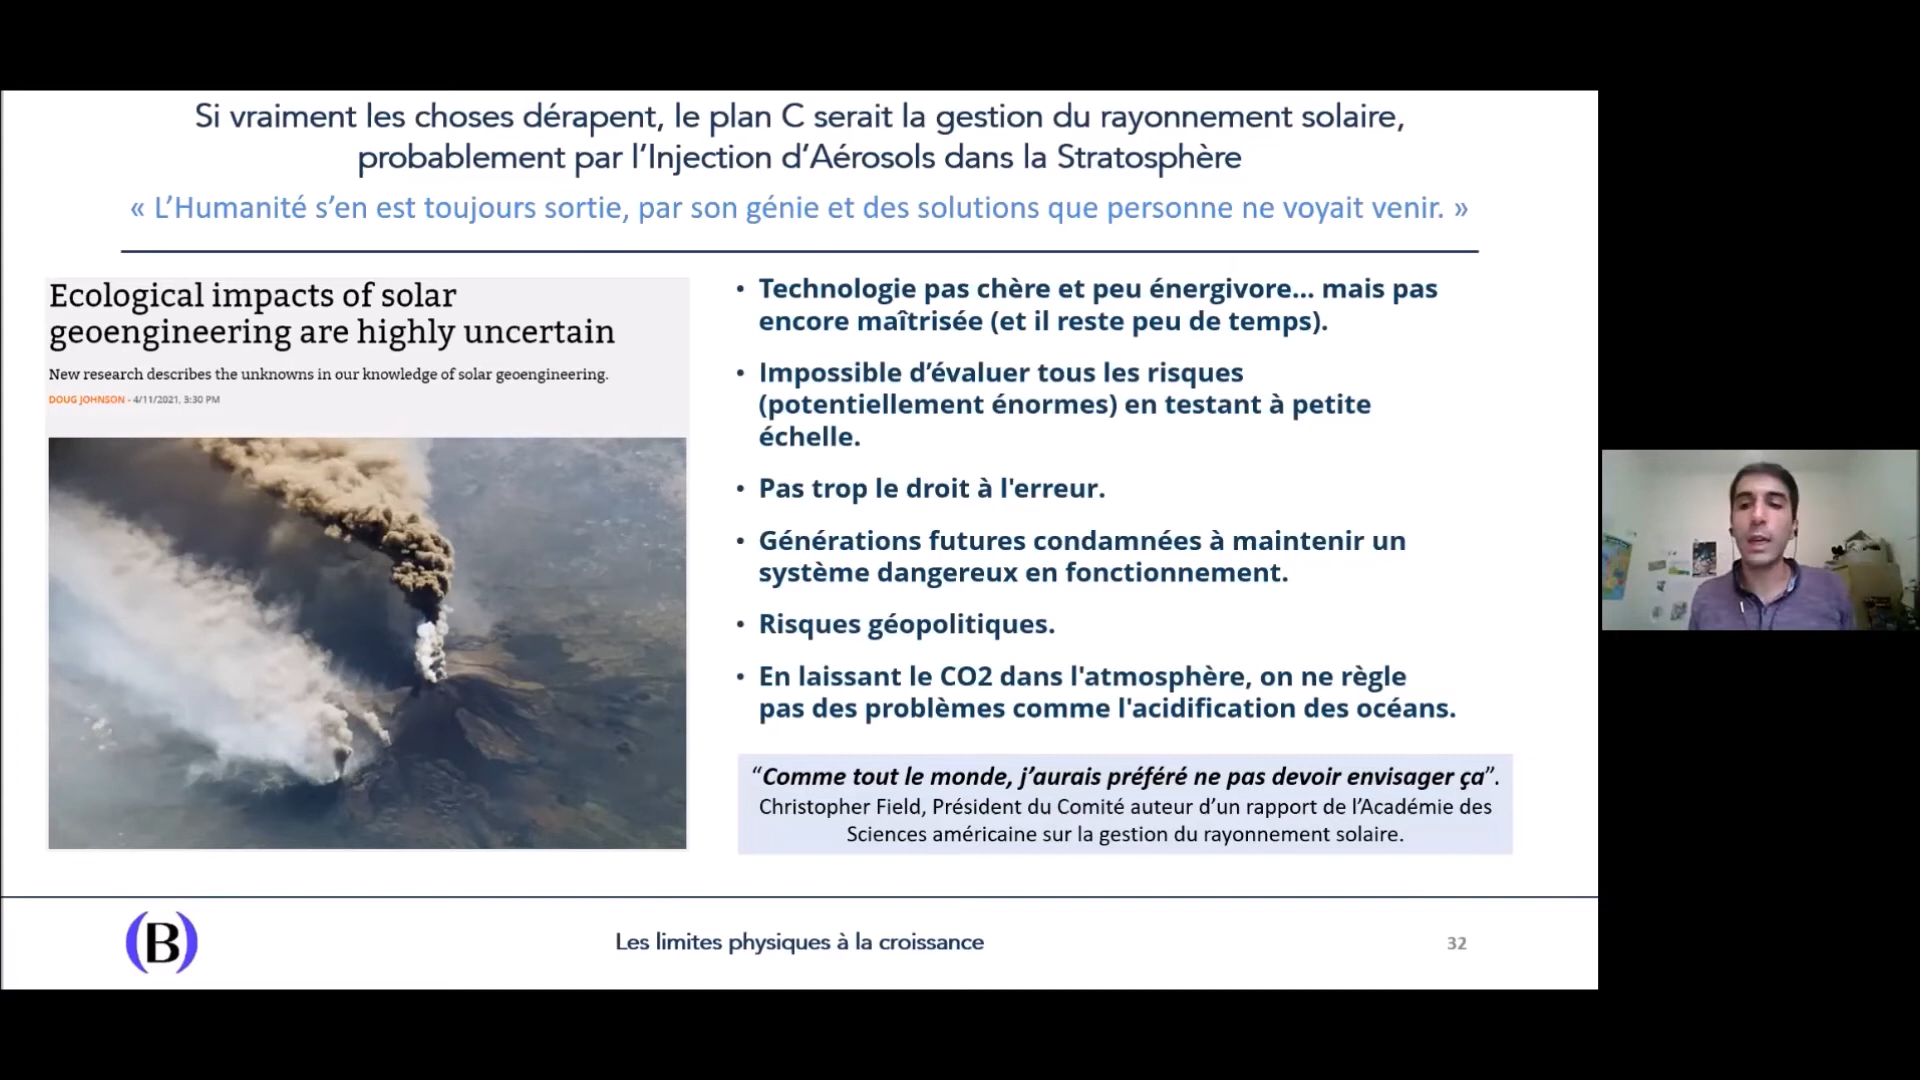 Si vraiment les choses dérapent, le plan C serait la gestion du rayonnement solaire,
probablement par l’Injection d’Aérosols dans la Stratosphère
« L’Humanité s’en est toujours sortie, par son génie et des solutions que personne ne voyait venir. »
Ecological impacts of solar
geoengineering are highly uncertain
New research describes the unknowns in our knowledge of solar geoengineering.
DOUG JOHNSON - 4/11/2021, 3:30 PM
• Technologie pas chère et peu énergivore... mais pas
encore maîtrisée (et il reste peu de temps).
• Impossible d’évaluer tous les risques
(potentiellement énormes) en testant à petite
échelle.
• Pas trop le droit à l'erreur.
• Générations futures condamnées à maintenir un
système dangereux en fonctionnement.
• Risques géopolitiques.
• En laissant le CO2 dans l'atmosphère, on ne règle
pas des problèmes comme l'acidification des océans.
“Comme tout le monde, j’aurais préféré ne pas devoir envisager ça”.
Christopher Field, Président du Comité auteur d’un rapport de l’Académie des
Sciences américaine sur la gestion du rayonnement solaire.
(B)
Les limites physiques à la croissance
32